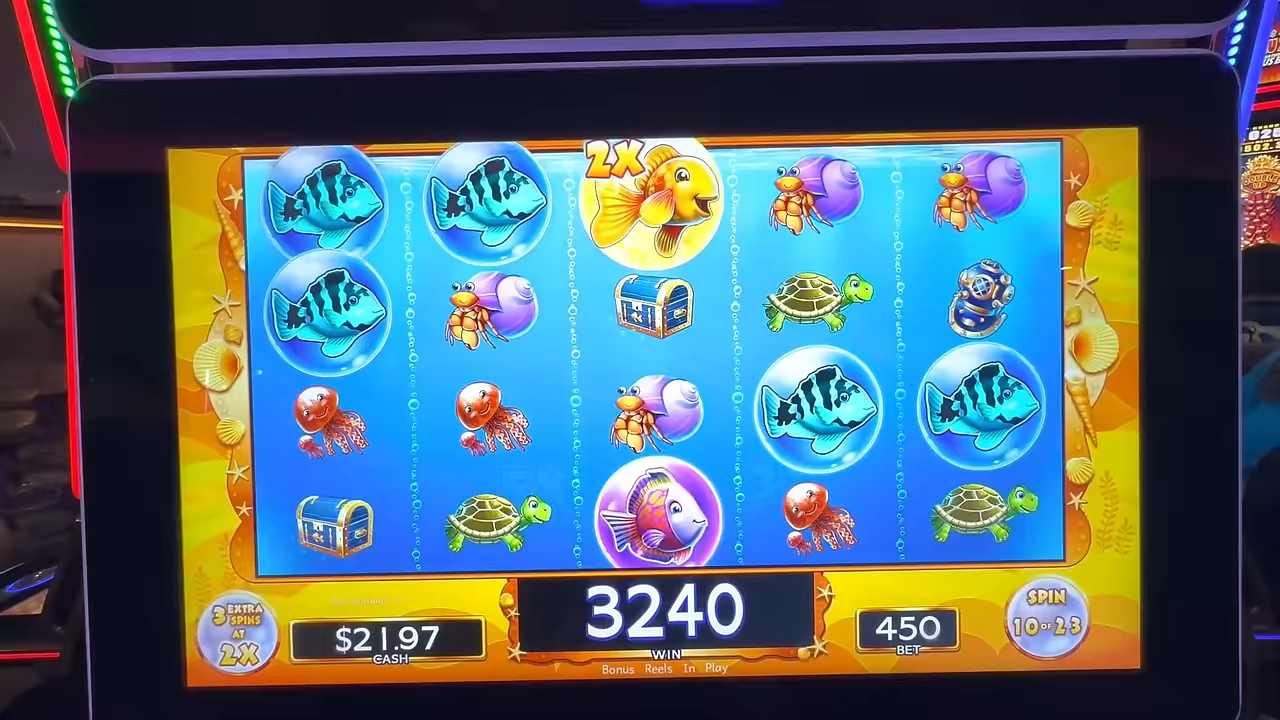 2X
3 EXTRA
SPINS
AT
2X
$21.97
CASH
3240
WIN
Bonus Reels In Play
450
BET
SPIN
10 OF 23